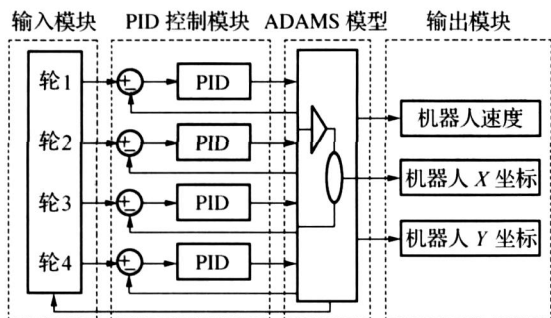 输入模块
PID 控制模块
ADAMS 模型
输出模块
轮1
+
−
PID
轮2
+
−
PID
轮3
+
−
PID
轮4
+
−
PID
机器人速度
机器人 X 坐标
机器人 Y 坐标